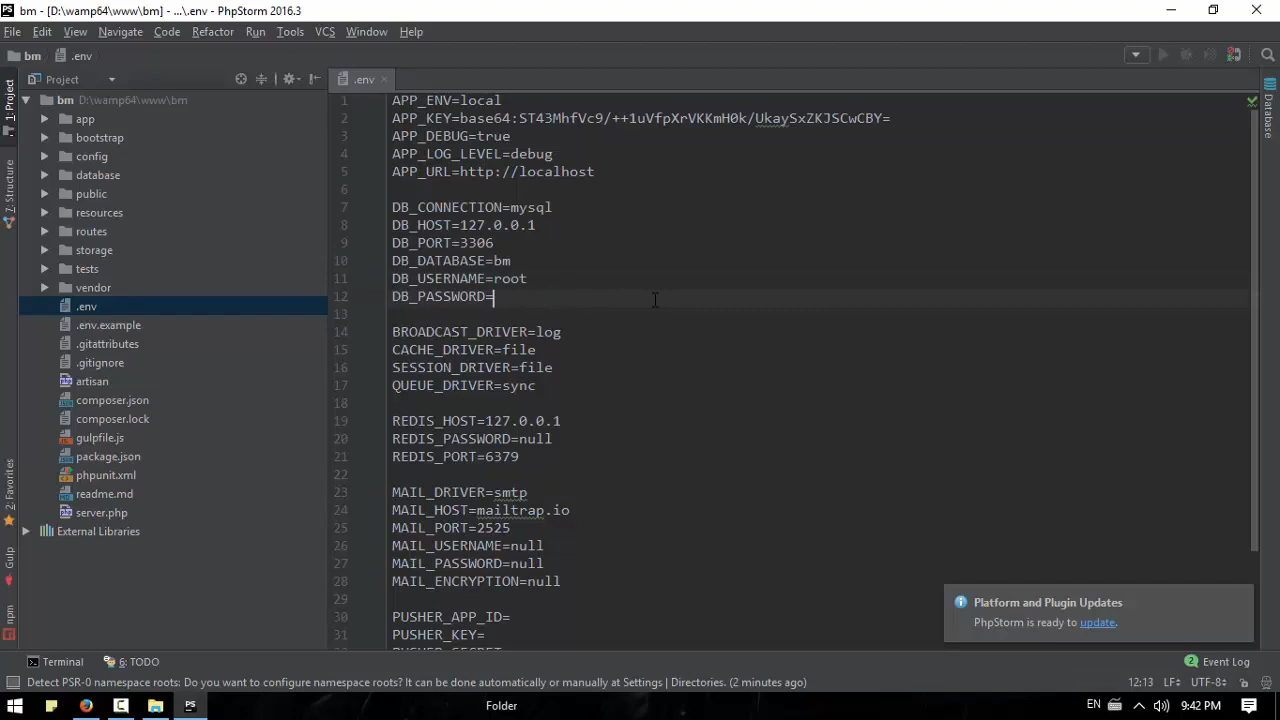 bm - [D:\wamp64\www\bm] - ...\.env - PhpStorm 2016.3
File Edit View Navigate Code Refactor Run Tools VCS Window Help
bm .env
Project
.env
1: Project
7: Structure
2: Favorites
Gulp
npm
Database
bm D:\wamp64\www\bm
app
bootstrap
config
database
public
resources
routes
storage
tests
vendor
.env
.env.example
.gitattributes
.gitignore
artisan
composer.json
composer.lock
gulpfile.js
package.json
phpunit.xml
readme.md
server.php
External Libraries
1 APP_ENV=local
2 APP_KEY=base64:ST43MhfVc9/++1uVfpXrVKKmH0k/UkaySxZKJSCwCBY=
3 APP_DEBUG=true
4 APP_LOG_LEVEL=debug
5 APP_URL=http://localhost
6
7 DB_CONNECTION=mysql
8 DB_HOST=127.0.0.1
9 DB_PORT=3306
10 DB_DATABASE=bm
11 DB_USERNAME=root
12 DB_PASSWORD=
13
14 BROADCAST_DRIVER=log
15 CACHE_DRIVER=file
16 SESSION_DRIVER=file
17 QUEUE_DRIVER=sync
18
19 REDIS_HOST=127.0.0.1
20 REDIS_PASSWORD=null
21 REDIS_PORT=6379
22
23 MAIL_DRIVER=smtp
24 MAIL_HOST=mailtrap.io
25 MAIL_PORT=2525
26 MAIL_USERNAME=null
27 MAIL_PASSWORD=null
28 MAIL_ENCRYPTION=null
29
30 PUSHER_APP_ID=
31 PUSHER_KEY=
Platform and Plugin Updates
PhpStorm is ready to update.
Terminal 6: TODO 2 Event Log
Detect PSR-0 namespace roots: Do you want to configure namespace roots? It can be done automatically or manually at Settings | Directories. (2 minutes ago) 12:13 LF÷ UTF-8÷
Folder EN 9:42 PM